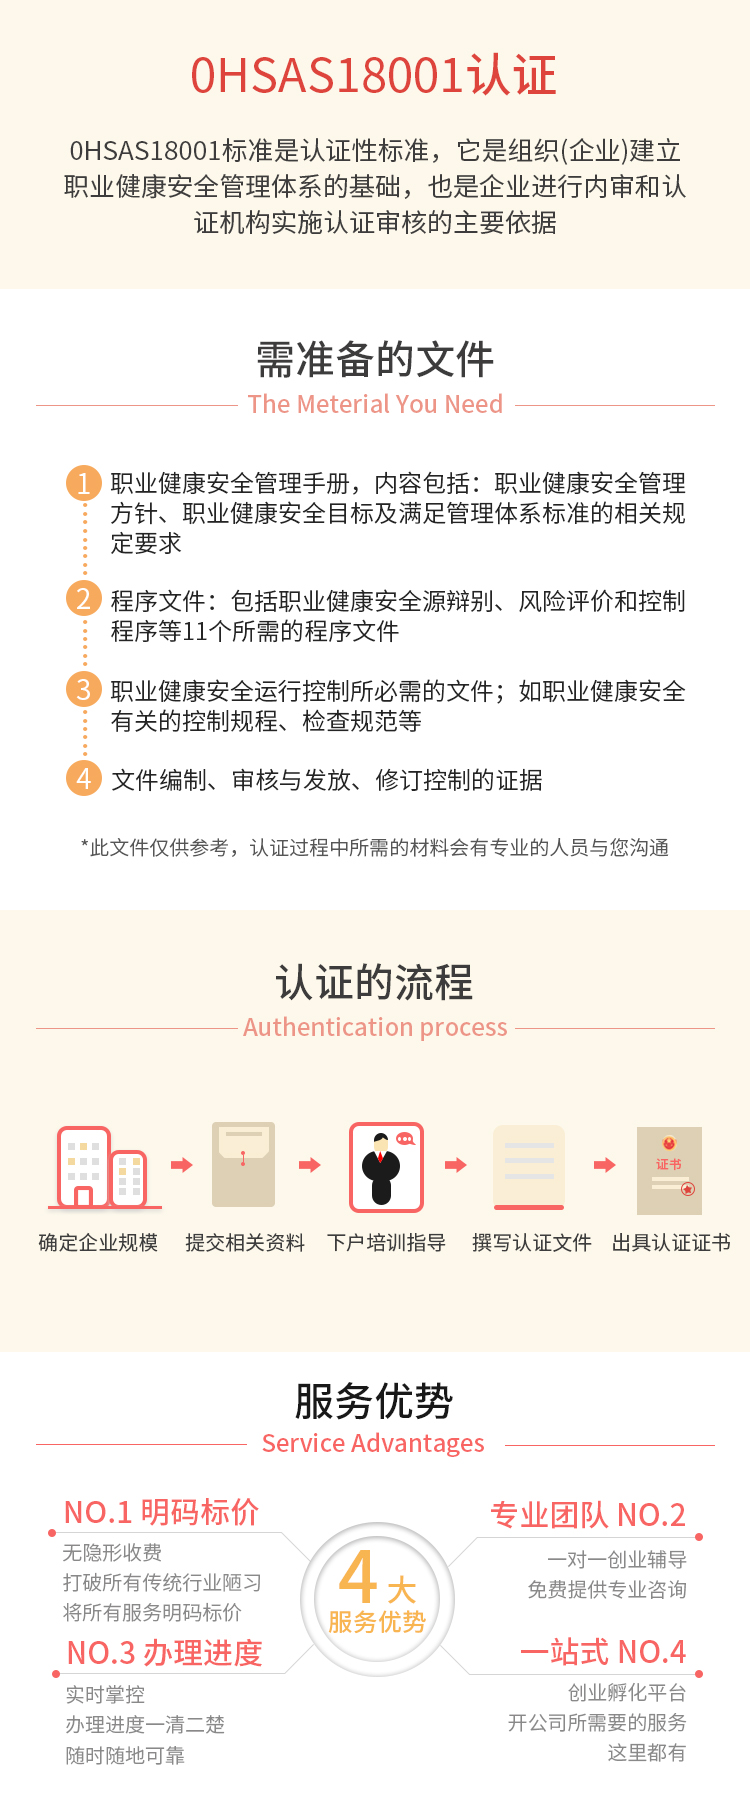 0HSAS18001认证
0HSAS18001标准是认证性标准，它是组织(企业)建立
职业健康安全管理体系的基础，也是企业进行内审和认
证机构实施认证审核的主要依据
需准备的文件
The Meterial You Need
1 职业健康安全管理手册，内容包括：职业健康安全管理
方针、职业健康安全目标及满足管理体系标准的相关规
定要求
2 程序文件：包括职业健康安全源辩别、风险评价和控制
程序等11个所需的程序文件
3 职业健康安全运行控制所必需的文件；如职业健康安全
有关的控制规程、检查规范等
4 文件编制、审核与发放、修订控制的证据
*此文件仅供参考，认证过程中所需的材料会有专业的人员与您沟通
认证的流程
Authentication process
证书
确定企业规模 提交相关资料 下户培训指导 撰写认证文件 出具认证证书
服务优势
Service Advantages
NO.1 明码标价
无隐形收费
打破所有传统行业陋习
将所有服务明码标价
专业团队 NO.2
一对一创业辅导
免费提供专业咨询
4 大
服务优势
NO.3 办理进度
实时掌控
办理进度一清二楚
随时随地可靠
一站式 NO.4
创业孵化平台
开公司所需要的服务
这里都有